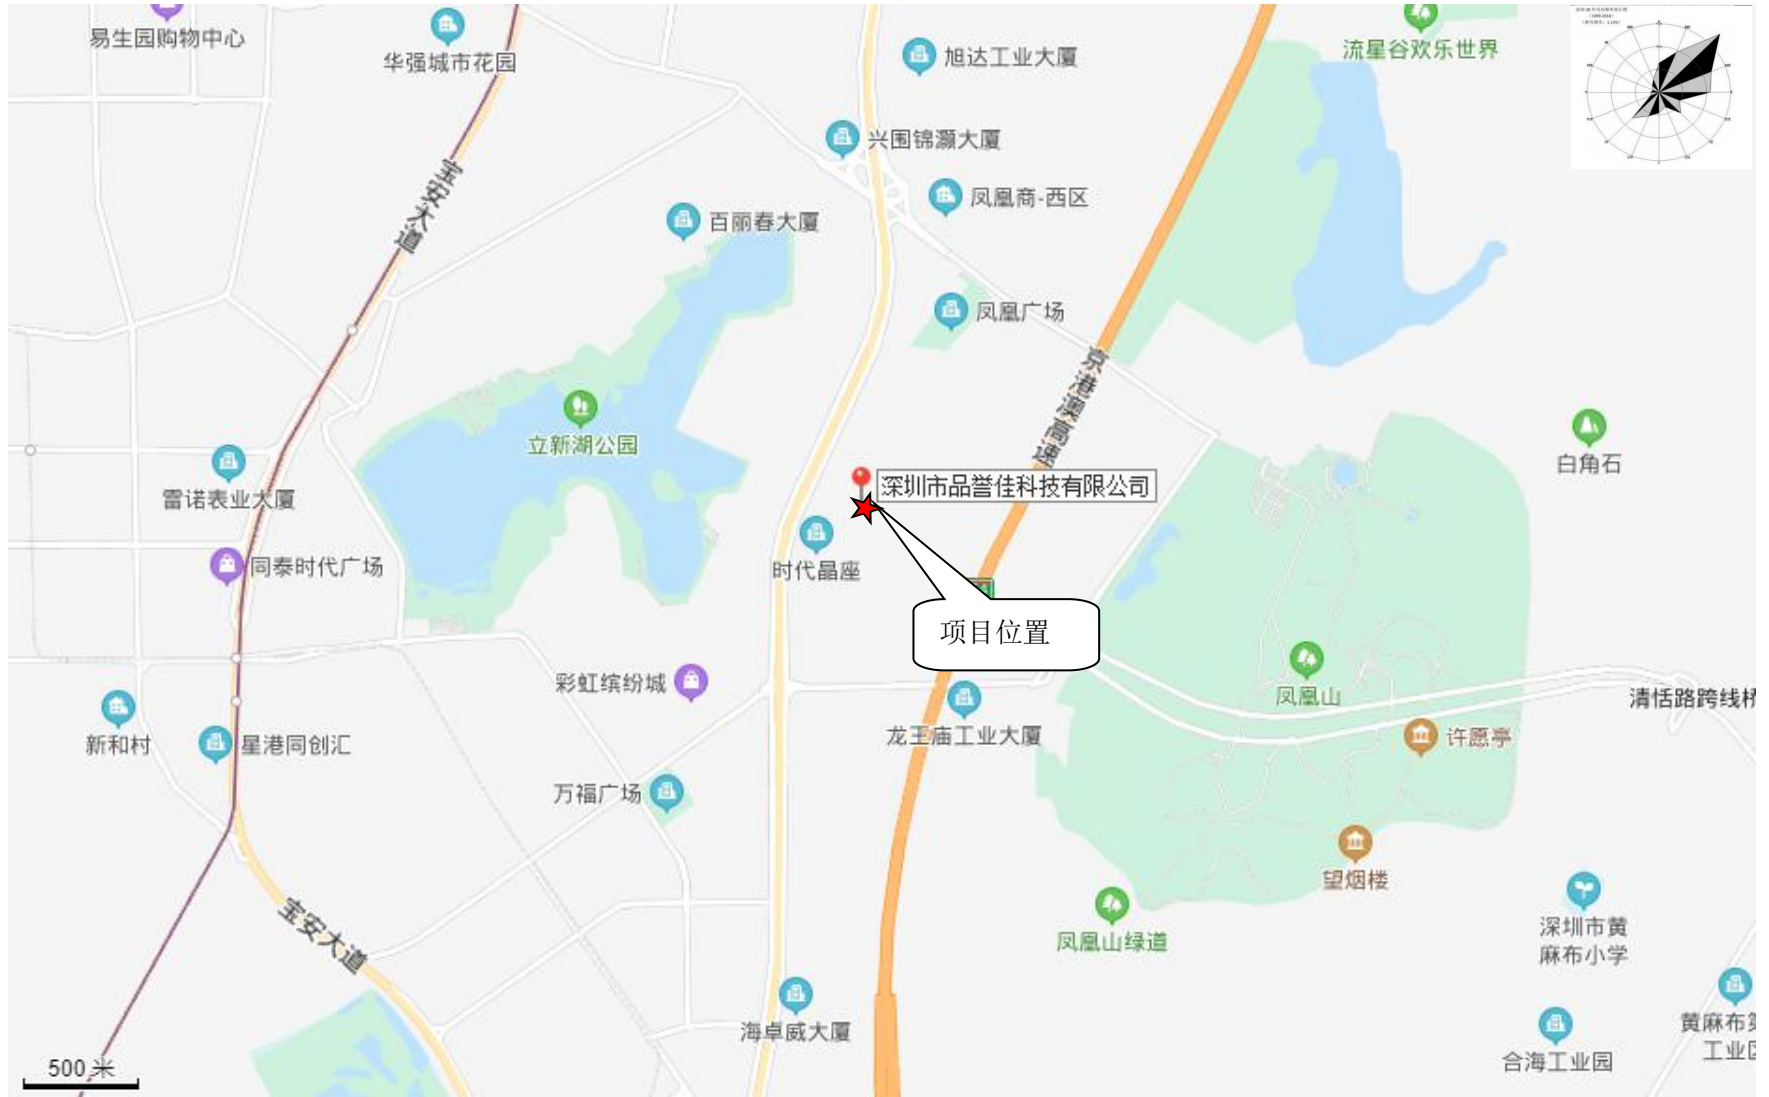 易生园购物中心
华强城市花园
旭达工业大厦
流星谷欢乐世界
兴围锦灏大厦
宝安大道
凤凰商-西区
百丽春大厦
凤凰广场
京港澳高速
立新湖公园
白角石
雷诺表业大厦
深圳市品誉佳科技有限公司
同泰时代广场
时代晶座
项目位置
彩虹缤纷城
凤凰山
清恬路跨线桥
新和村
星港同创汇
龙王庙工业大厦
许愿亭
万福广场
望烟楼
宝安大道
凤凰山绿道
深圳市黄
麻布小学
海卓威大厦
黄麻布第
工业区
合海工业园
500 米